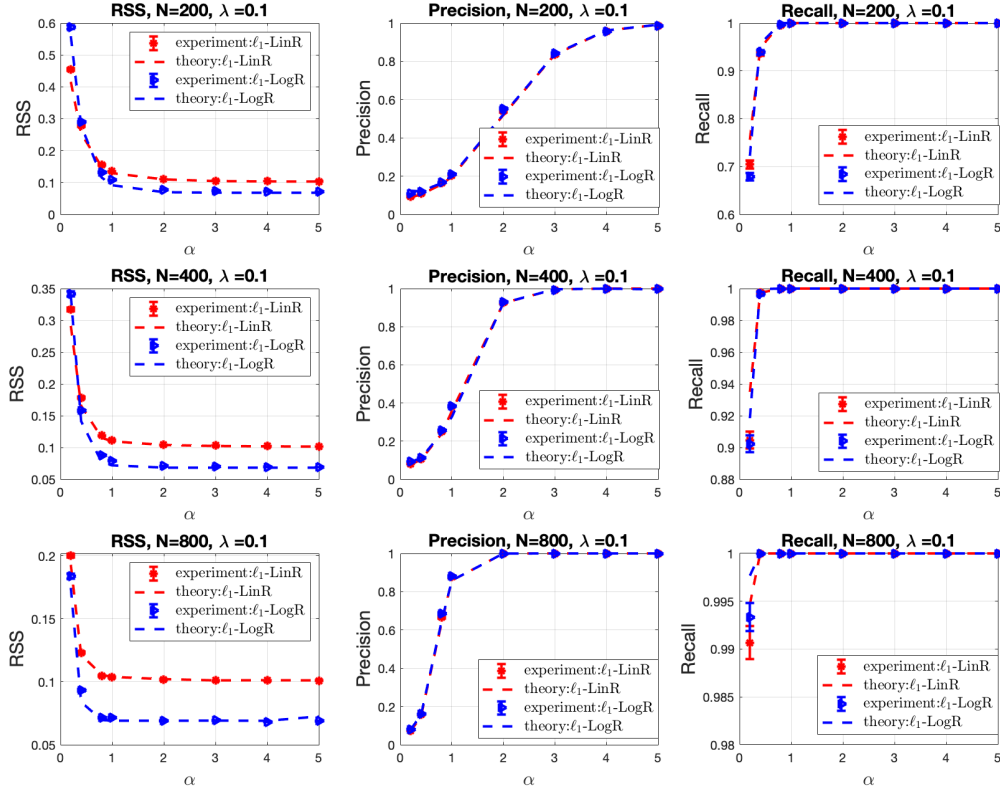 RSS, N=200, λ =0.1
RSS
0.6
0.5
0.4
0.3
0.2
0.1
0
experiment:ℓ₁-LinR
theory:ℓ₁-LinR
experiment:ℓ₁-LogR
theory:ℓ₁-LogR
0 1 2 3 4 5
α
Precision, N=200, λ =0.1
Precision
1
0.8
0.6
0.4
0.2
0
experiment:ℓ₁-LinR
theory:ℓ₁-LinR
experiment:ℓ₁-LogR
theory:ℓ₁-LogR
0 1 2 3 4 5
α
Recall, N=200, λ =0.1
Recall
1
0.9
0.8
0.7
0.6
experiment:ℓ₁-LinR
theory:ℓ₁-LinR
experiment:ℓ₁-LogR
theory:ℓ₁-LogR
0 1 2 3 4 5
α
RSS, N=400, λ =0.1
RSS
0.35
0.3
0.25
0.2
0.15
0.1
0.05
experiment:ℓ₁-LinR
theory:ℓ₁-LinR
experiment:ℓ₁-LogR
theory:ℓ₁-LogR
0 1 2 3 4 5
α
Precision, N=400, λ =0.1
Precision
1
0.8
0.6
0.4
0.2
0
experiment:ℓ₁-LinR
theory:ℓ₁-LinR
experiment:ℓ₁-LogR
theory:ℓ₁-LogR
0 1 2 3 4 5
α
Recall, N=400, λ =0.1
Recall
1
0.98
0.96
0.94
0.92
0.9
0.88
experiment:ℓ₁-LinR
theory:ℓ₁-LinR
experiment:ℓ₁-LogR
theory:ℓ₁-LogR
0 1 2 3 4 5
α
RSS, N=800, λ =0.1
RSS
0.2
0.15
0.1
0.05
experiment:ℓ₁-LinR
theory:ℓ₁-LinR
experiment:ℓ₁-LogR
theory:ℓ₁-LogR
0 1 2 3 4 5
α
Precision, N=800, λ =0.1
Precision
1
0.8
0.6
0.4
0.2
0
experiment:ℓ₁-LinR
theory:ℓ₁-LinR
experiment:ℓ₁-LogR
theory:ℓ₁-LogR
0 1 2 3 4 5
α
Recall, N=800, λ =0.1
Recall
1
0.995
0.99
0.985
0.98
experiment:ℓ₁-LinR
theory:ℓ₁-LinR
experiment:ℓ₁-LogR
theory:ℓ₁-LogR
0 1 2 3 4 5
α